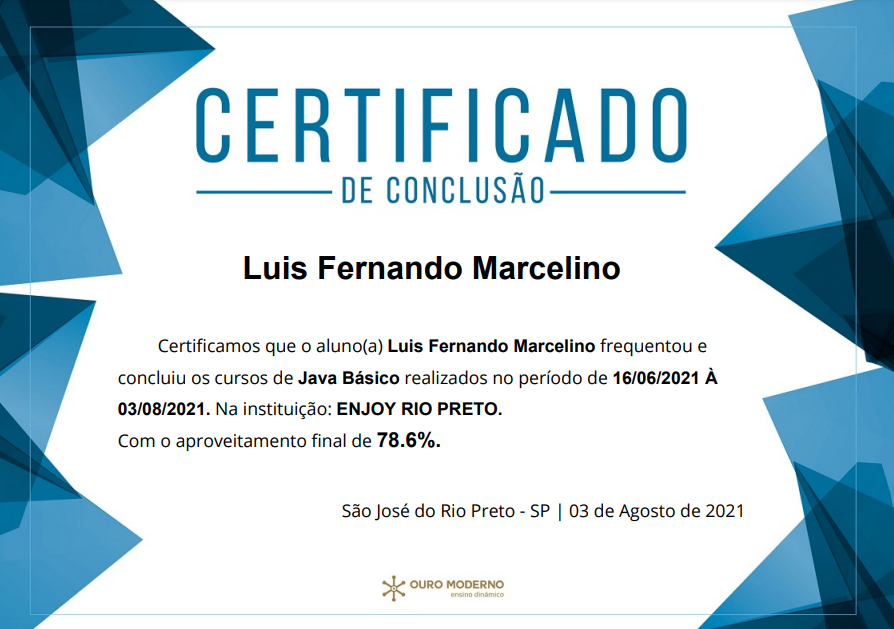 CERTIFICADO
DE CONCLUSÃO
Luis Fernando Marcelino
Certificamos que o aluno(a) Luis Fernando Marcelino frequentou e
concluiu os cursos de Java Básico realizados no período de 16/06/2021 À
03/08/2021. Na instituição: ENJOY RIO PRETO.
Com o aproveitamento final de 78.6%.
São José do Rio Preto - SP | 03 de Agosto de 2021
OURO MODERNO
ensino dinâmico